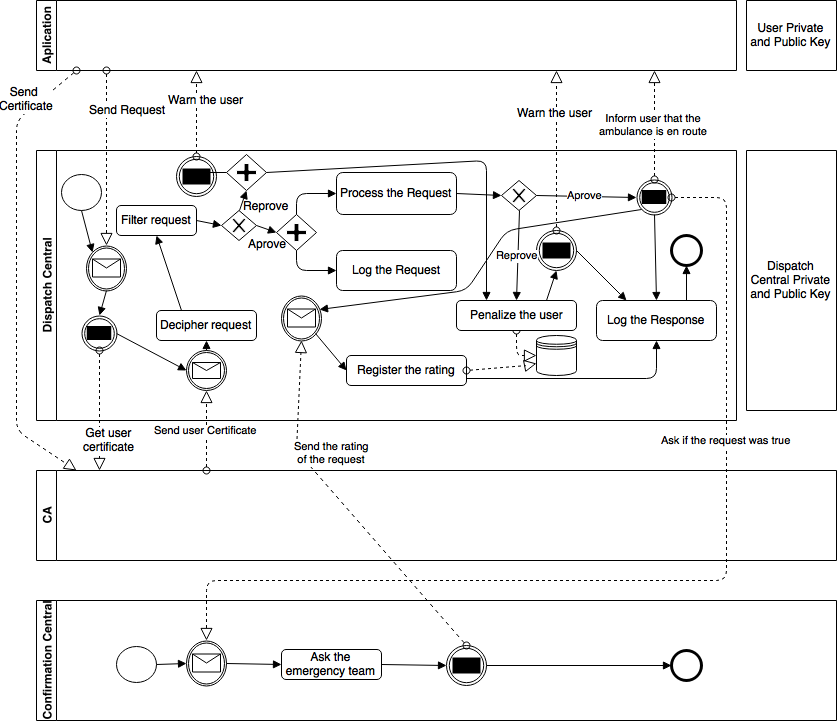 Aplication
User Private
and Public Key
Send
Certificate
Send Request
Warn the user
Warn the user
Inform user that the
ambulance is en route
Dispatch Central
Filter request
Reprove
Aprove
Process the Request
Log the Request
Aprove
Reprove
Decipher request
Penalize the user
Log the Response
Register the rating
Dispatch
Central Private
and Public Key
Get user
certificate
Send user Certificate
Send the rating
of the request
Ask if the request was true
CA
Confirmation Central
Ask the
emergency team